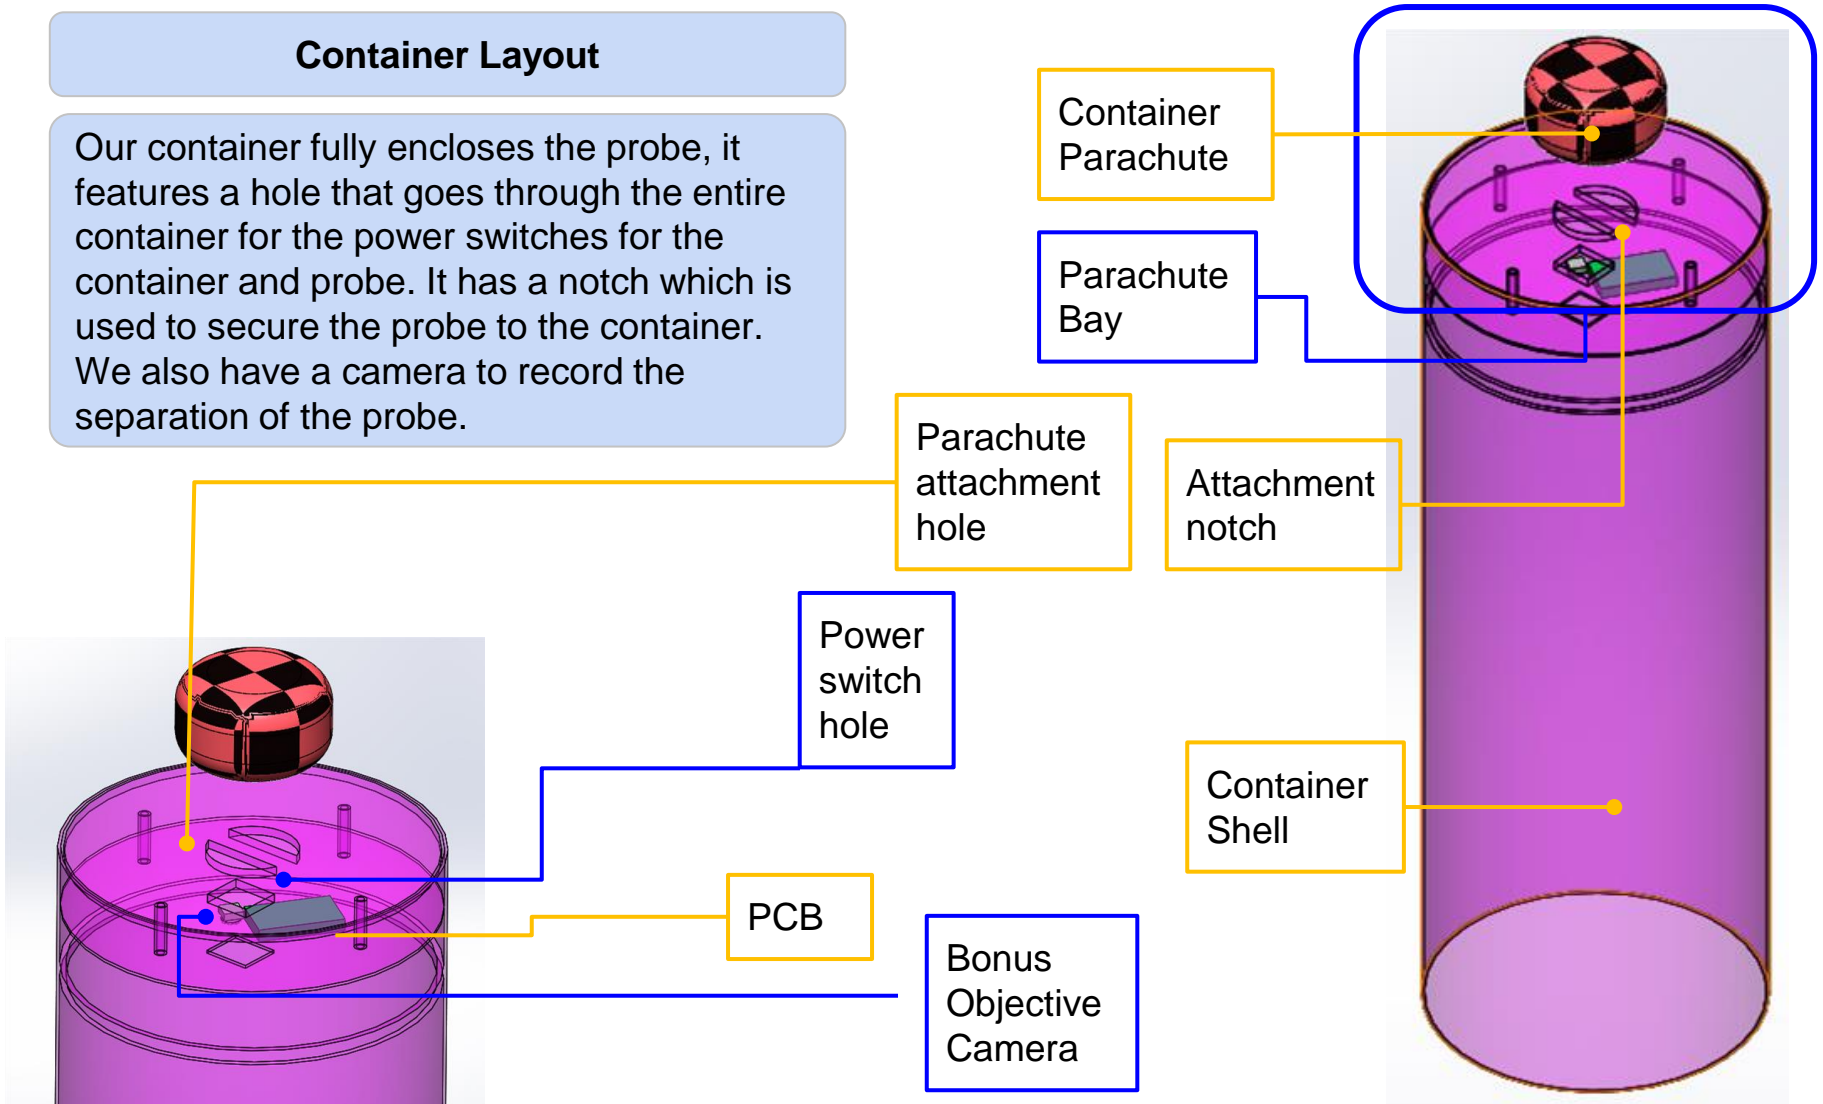 Container Layout
Our container fully encloses the probe, it
features a hole that goes through the entire
container for the power switches for the
container and probe. It has a notch which is
used to secure the probe to the container.
We also have a camera to record the
separation of the probe.
Container
Parachute
Parachute
Bay
Parachute
attachment
hole
Attachment
notch
Power
switch
hole
Container
Shell
PCB
Bonus
Objective
Camera